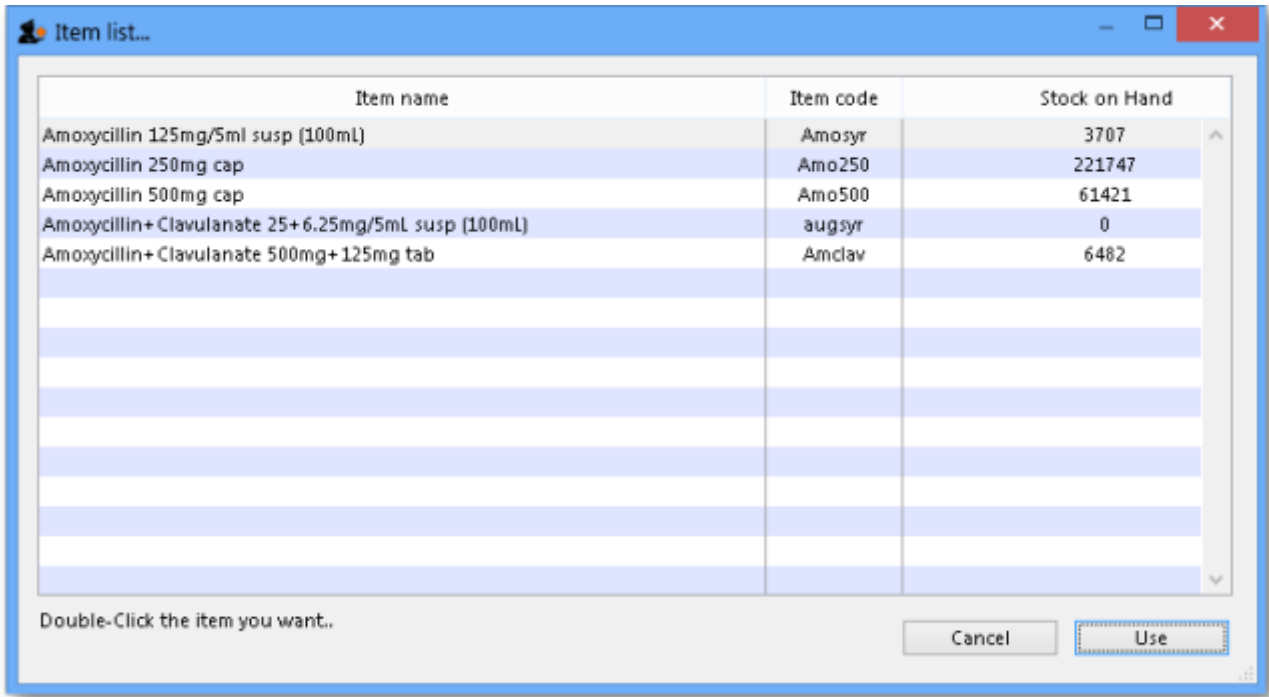 Item list...
Item name Item code Stock on Hand
Amoxycillin 125mg/5ml susp (100mL) Amosyr 3707
Amoxycillin 250mg cap Amo250 221747
Amoxycillin 500mg cap Amo500 61421
Amoxycillin+Clavulanate 25+6.25mg/5mL susp (100mL) augsyr 0
Amoxycillin+Clavulanate 500mg+125mg tab Amclav 6482
Double-Click the item you want..
Cancel Use